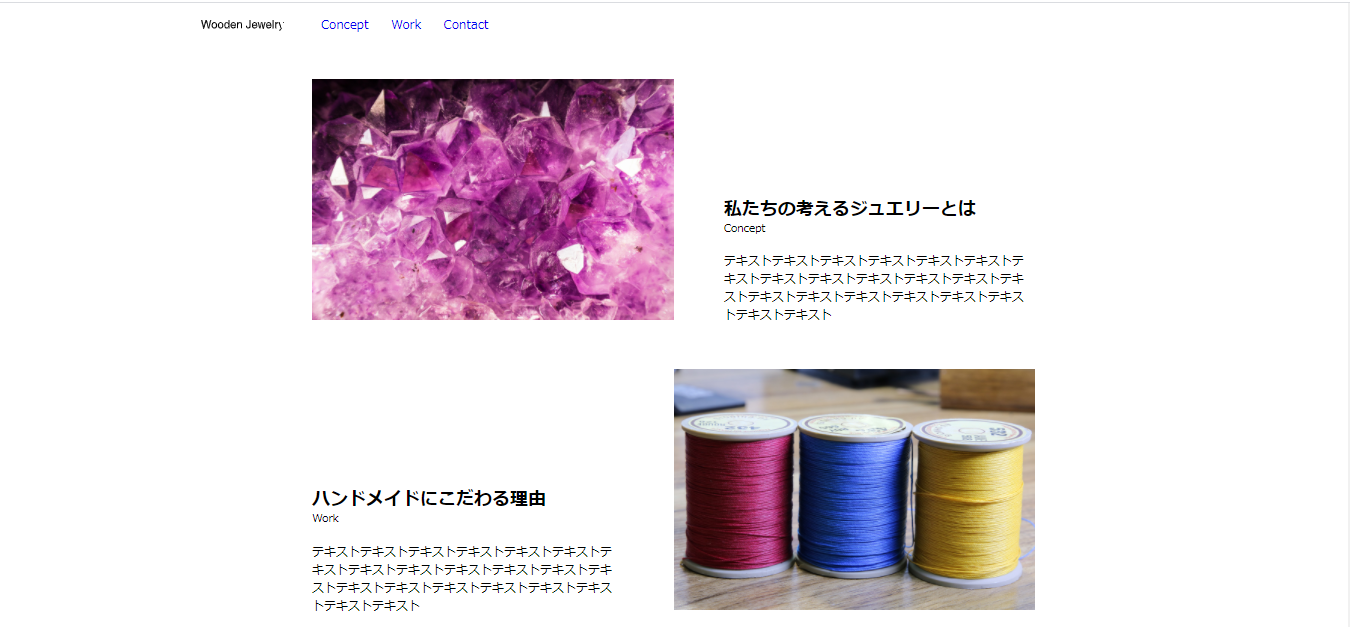 Wooden Jewelry Concept Work Contact
私たちの考えるジュエリーとは
Concept
テキストテキストテキストテキストテキストテキストテ
キストテキストテキストテキストテキストテキストテキ
ストテキストテキストテキストテキストテキストテキス
トテキストテキスト
ハンドメイドにこだわる理由
Work
テキストテキストテキストテキストテキストテキストテ
キストテキストテキストテキストテキストテキストテキ
ストテキストテキストテキストテキストテキストテキス
トテキストテキスト